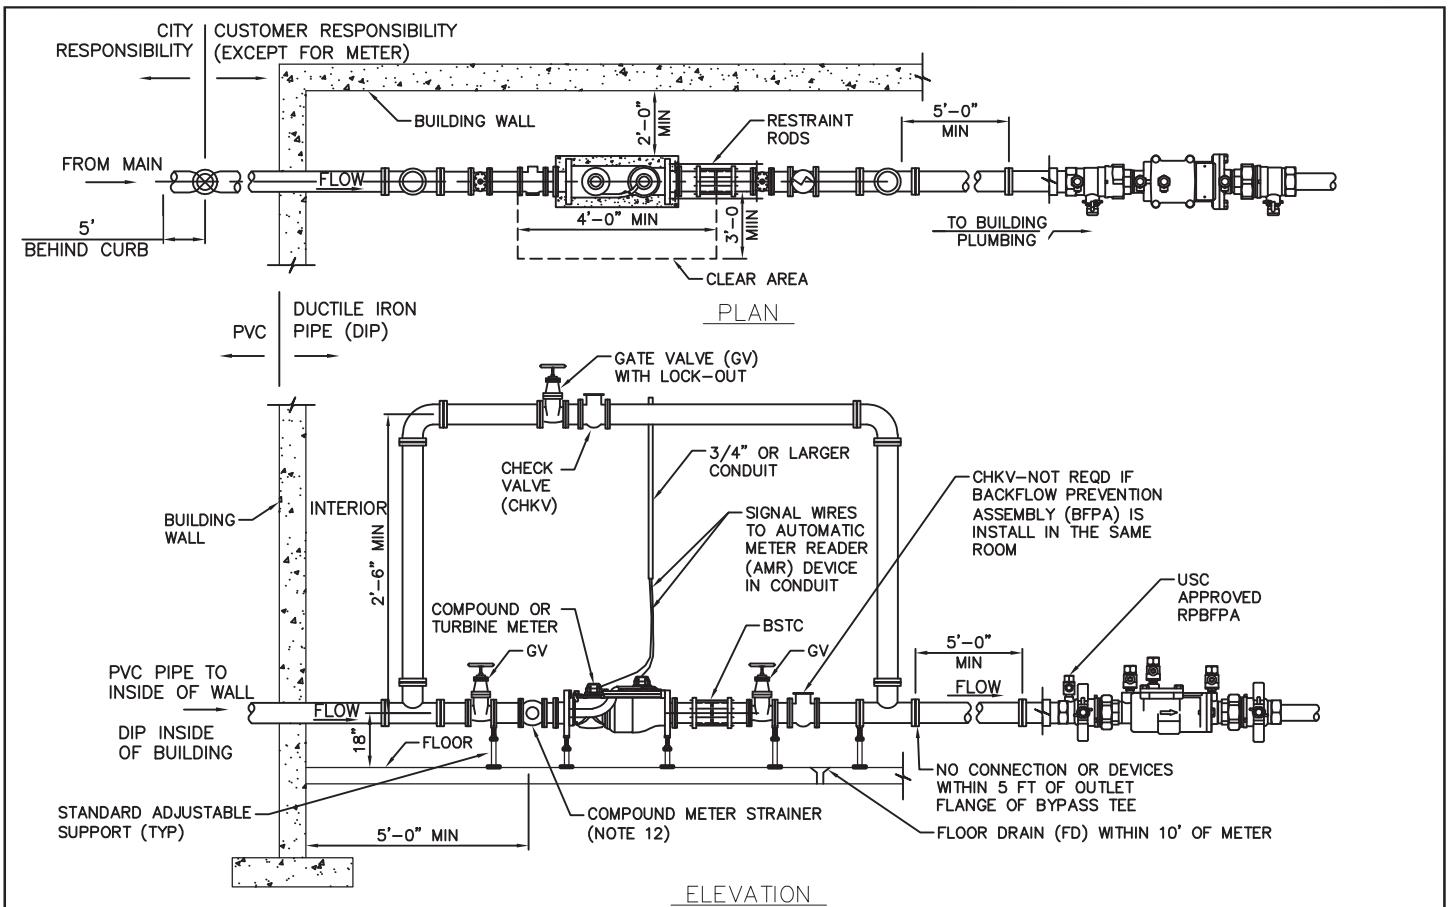 CITY
RESPONSIBILITY
CUSTOMER RESPONSIBILITY
(EXCEPT FOR METER)
BUILDING WALL
2'-0"
MIN
RESTRAINT
RODS
5'-0"
MIN
FROM MAIN
FLOW
4'-0" MIN
3'-0
MIIN
5'
BEHIND CURB
TO BUILDING
PLUMBING
CLEAR AREA
PLAN
PVC
DUCTILE IRON
PIPE (DIP)
GATE VALVE (GV)
WITH LOCK-OUT
CHECK
VALVE
(CHKV)
3/4" OR LARGER
CONDUIT
CHKV-NOT REQD IF
BACKFLOW PREVENTION
ASSEMBLY (BFPA) IS
INSTALL IN THE SAME
ROOM
BUILDING
WALL
INTERIOR
2'-6" MIN
SIGNAL WIRES
TO AUTOMATIC
METER READER
(AMR) DEVICE
IN CONDUIT
USC
APPROVED
RPBFPA
COMPOUND OR
TURBINE METER
BSTC
GV
GV
5'-0"
MIN
FLOW
PVC PIPE TO
INSIDE OF WALL
DIP INSIDE
OF BUILDING
FLOW
18"
FLOOR
STANDARD ADJUSTABLE
SUPPORT (TYP)
5'-0" MIN
COMPOUND METER STRAINER
(NOTE 12)
NO CONNECTION OR DEVICES
WITHIN 5 FT OF OUTLET
FLANGE OF BYPASS TEE
FLOOR DRAIN (FD) WITHIN 10' OF METER
ELEVATION